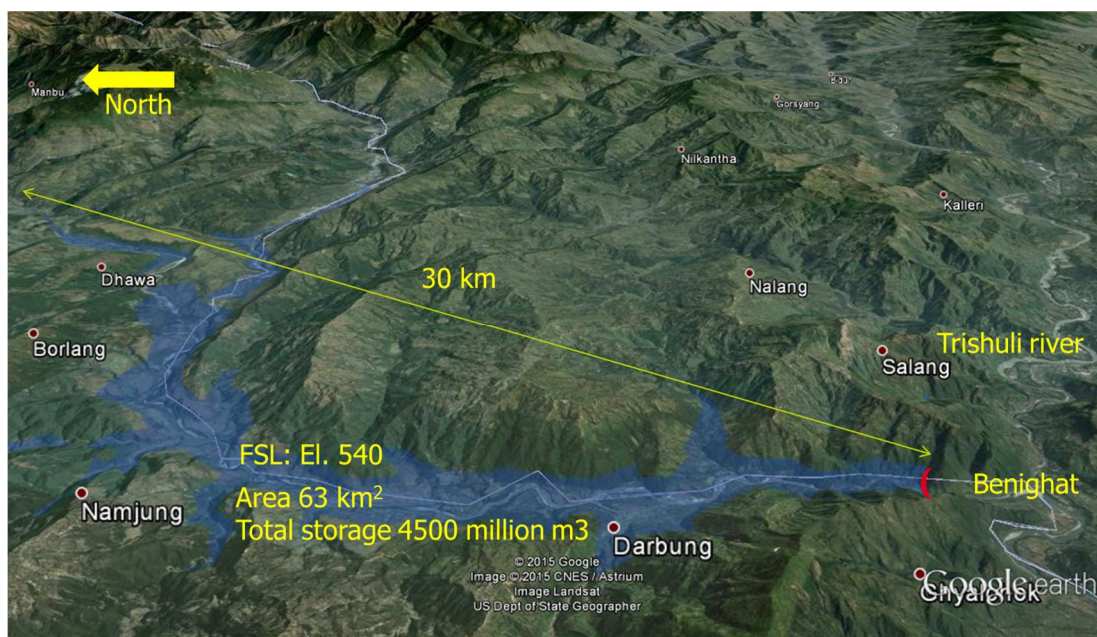 Manbu
North
Gorsyang
Nilkantha
Kalleri
Dhawa
30 km
Nalang
Borlang
Trishuli river
Salang
FSL: El. 540
Area 63 km²
Total storage 4500 million m3
Benighat
Namjung
Darbung
© 2015 Google
Image © 2015 CNES / Astrium
Image Landsat
US Dept of State Geographer
Google earth